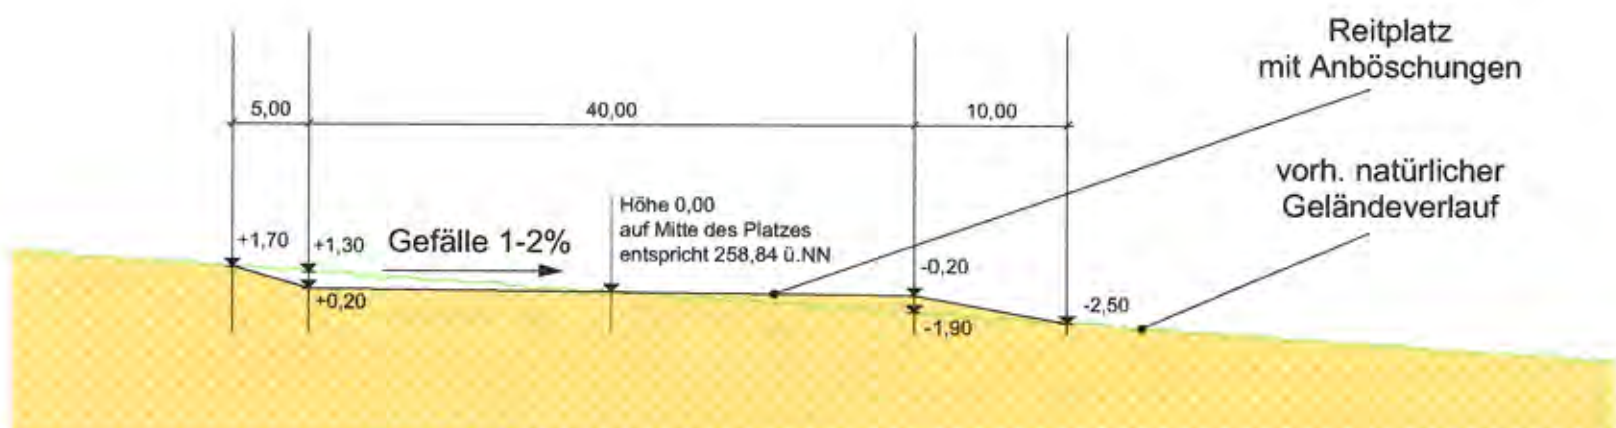 Reitplatz
mit Anböschungen
5,00
40,00
10,00
vorh. natürlicher
Geländeverlauf
Höhe 0,00
auf Mitte des Platzes
entspricht 258,84 ü.NN
+1,70
+1,30
Gefälle 1-2%
-0,20
+0,20
-2,50
-1,90